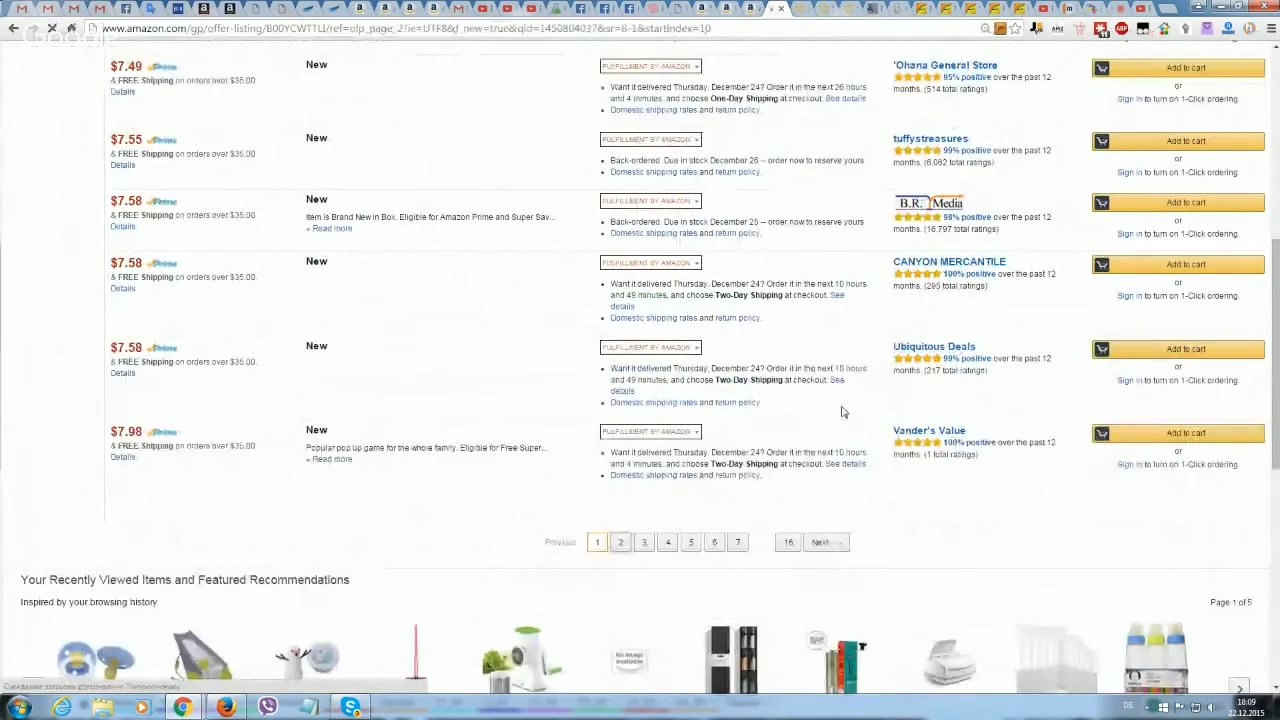 www.amazon.com/gp/offer-listing/B00YCWTTLI/ref=olp_page_2?ie=UTF8&f_new=true&qid=1450804037&sr=8-1&startIndex=10
$7.49 Prime
New
FULFILLMENT BY AMAZON
'Ohana General Store
Add to cart
& FREE Shipping on orders over $35.00
Details
Want it delivered Thursday, December 24? Order it in the next 26 hours
and 4 minutes, and choose One-Day Shipping at checkout. See details
Domestic shipping rates and return policy.
95% positive over the past 12
months. (514 total ratings)
or
Sign in to turn on 1-Click ordering.
$7.55 Prime
New
FULFILLMENT BY AMAZON
tuffystreasures
Add to cart
& FREE Shipping on orders over $35.00
Details
Back-ordered. Due in stock December 26 -- order now to reserve yours
Domestic shipping rates and return policy.
99% positive over the past 12
months. (6,062 total ratings)
or
Sign in to turn on 1-Click ordering.
$7.58 Prime
New
FULFILLMENT BY AMAZON
B.R. Media
Add to cart
& FREE Shipping on orders over $35.00
Details
Item is Brand New in Box. Eligible for Amazon Prime and Super Sav...
» Read more
Back-ordered. Due in stock December 25 -- order now to reserve yours
Domestic shipping rates and return policy.
98% positive over the past 12
months. (16,797 total ratings)
or
Sign in to turn on 1-Click ordering.
$7.58 Prime
New
FULFILLMENT BY AMAZON
CANYON MERCANTILE
Add to cart
& FREE Shipping on orders over $35.00
Details
Want it delivered Thursday, December 24? Order it in the next 10 hours
and 49 minutes, and choose Two-Day Shipping at checkout. See
details
Domestic shipping rates and return policy.
100% positive over the past 12
months. (295 total ratings)
or
Sign in to turn on 1-Click ordering.
$7.58 Prime
New
FULFILLMENT BY AMAZON
Ubiquitous Deals
Add to cart
& FREE Shipping on orders over $35.00.
Details
Want it delivered Thursday, December 24? Order it in the next 10 hours
and 49 minutes, and choose Two-Day Shipping at checkout. See
details
Domestic shipping rates and return policy
99% positive over the past 12
months. (217 total ratings)
or
Sign in to turn on 1-Click ordering.
$7.98 Prime
New
FULFILLMENT BY AMAZON
Vander's Value
Add to cart
& FREE Shipping on orders over $35.00
Details
Popular pop up game for the whole family. Eligible for Free Super...
» Read more
Want it delivered Thursday, December 24? Order it in the next 10 hours
and 4 minutes, and choose Two-Day Shipping at checkout. See details
Domestic shipping rates and return policy.
100% positive over the past 12
months. (1 total ratings)
or
Sign in to turn on 1-Click ordering.
Previous 1 2 3 4 5 6 7 16 Next
Your Recently Viewed Items and Featured Recommendations
Inspired by your browsing history
Page 1 of 5
No image
available
DE
18:09
22.12.2015